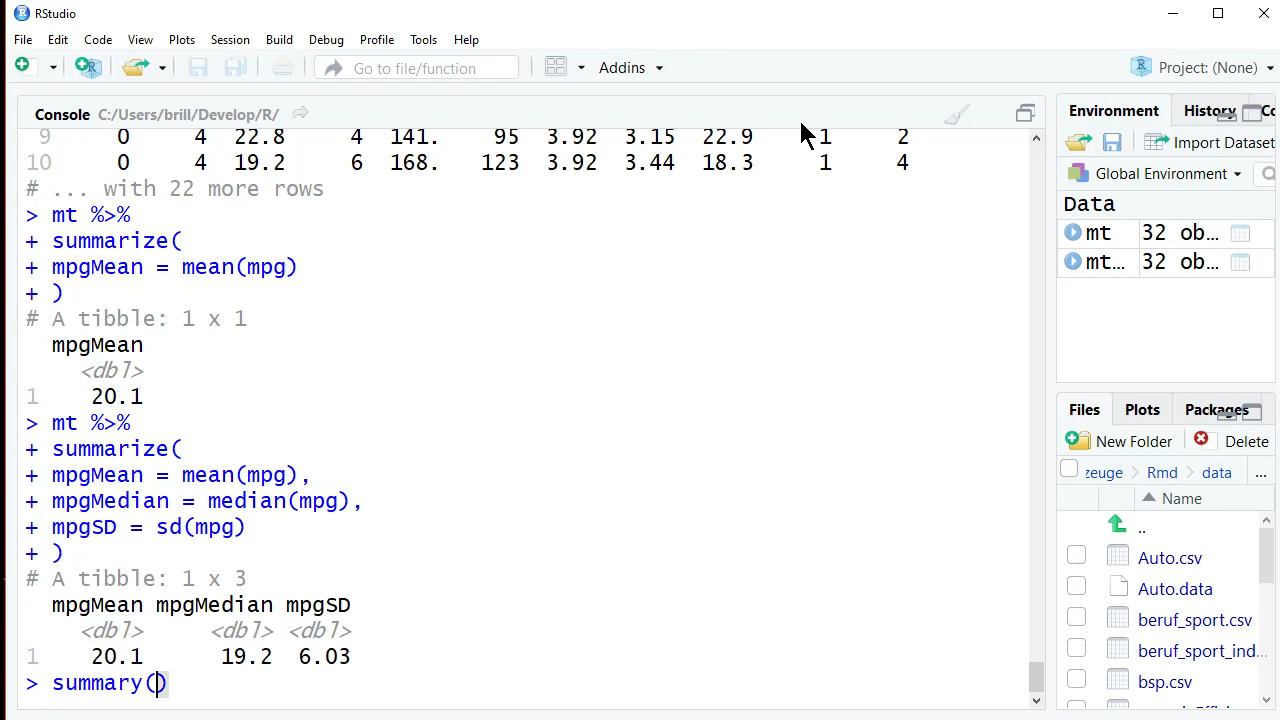 RStudio
File Edit Code View Plots Session Build Debug Profile Tools Help
Go to file/function Addins Project: (None)
Console C:/Users/brill/Develop/R/
9 0 4 22.8 4 141. 95 3.92 3.15 22.9 1 2
10 0 4 19.2 6 168. 123 3.92 3.44 18.3 1 4
# ... with 22 more rows
> mt %>%
+ summarize(
+ mpgMean = mean(mpg)
+ )
# A tibble: 1 x 1
mpgMean
<dbl>
1 20.1
> mt %>%
+ summarize(
+ mpgMean = mean(mpg),
+ mpgMedian = median(mpg),
+ mpgSD = sd(mpg)
+ )
# A tibble: 1 x 3
mpgMean mpgMedian mpgSD
<dbl> <dbl> <dbl>
1 20.1 19.2 6.03
> summary()
Environment History Co
Import Dataset
Global Environment
Data
mt 32 ob...
mt... 32 ob...
Files Plots Packages
New Folder Delete
zeuge Rmd data ...
Name
..
Auto.csv
Auto.data
beruf_sport.csv
beruf_sport_ind...
bsp.csv